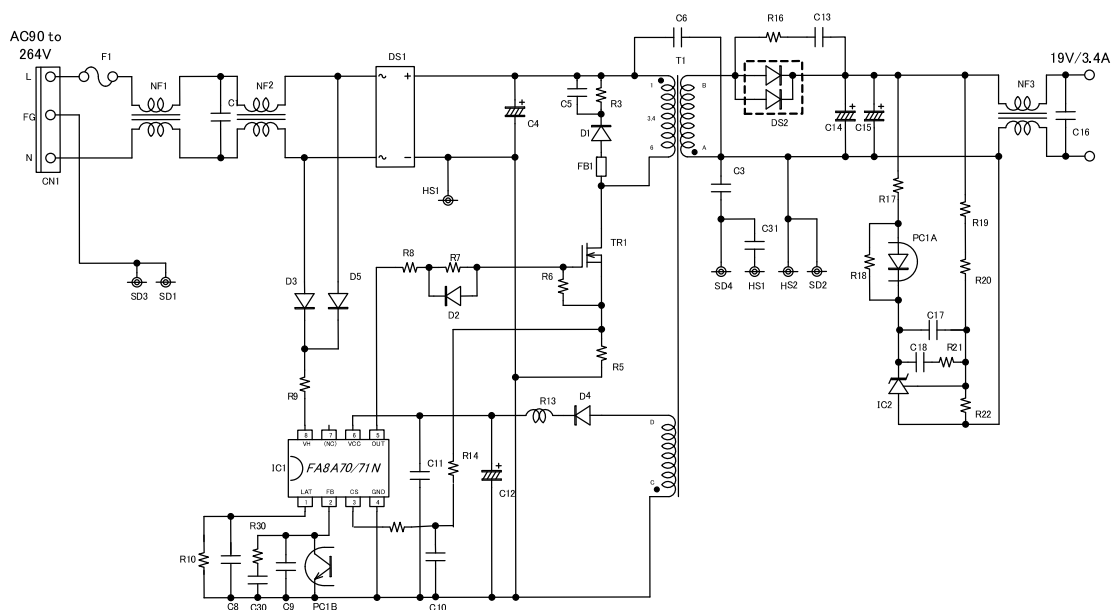 AC90 to
264V
F1
L
FG
N
CN1
NF1
C1
NF2
DS1
C4
C5
R3
D1
FB1
C6
T1
1
3.4
6
B
A
R16
C13
DS2
C14
C15
19V/3.4A
NF3
C16
HS1
SD3
SD1
D3
D5
R9
R8
R7
D2
R6
TR1
R5
C3
C31
SD4
HS1
HS2
SD2
R17
PC1A
R18
R19
R20
C17
C18
R21
IC2
R22
R13
D4
D
C
IC1
8
7
6
5
VH
(NC)
VCC
OUT
FA8A70/71N
LAT
FB
CS
GND
1
2
3
4
C11
R14
C12
R10
C8
R30
C30
C9
PC1B
C10